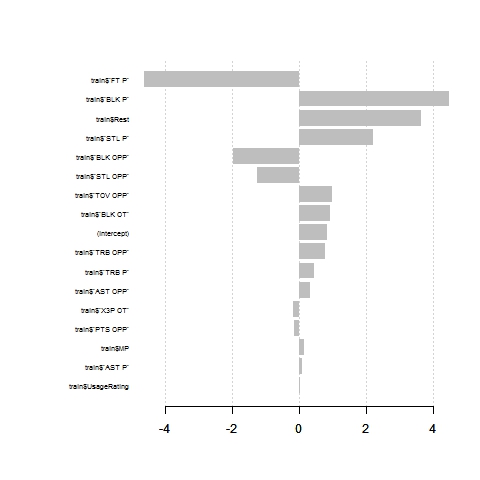 train$`FT P`
train$`BLK P`
train$Rest
train$`STL P`
train$`BLK OPP`
train$`STL OPP`
train$`TOV OPP`
train$`BLK OT`
(Intercept)
train$`TRB OPP`
train$`TRB P`
train$`AST OPP`
train$`X3P OT`
train$`PTS OPP`
train$MP
train$`AST P`
train$UsageRating
-4 -2 0 2 4